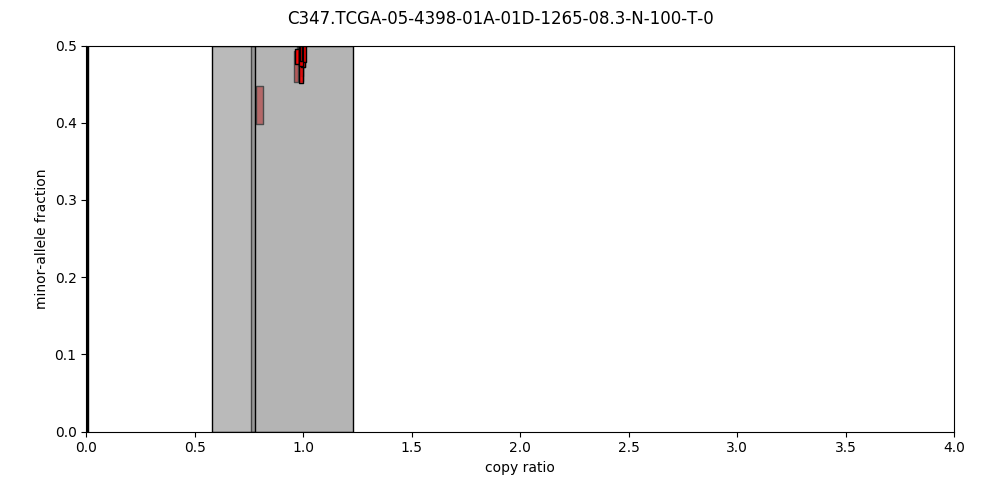 C347.TCGA-05-4398-01A-01D-1265-08.3-N-100-T-0
0.5
0.4
0.3
0.2
0.1
0.0
minor-allele fraction
0.0 0.5 1.0 1.5 2.0 2.5 3.0 3.5 4.0
copy ratio